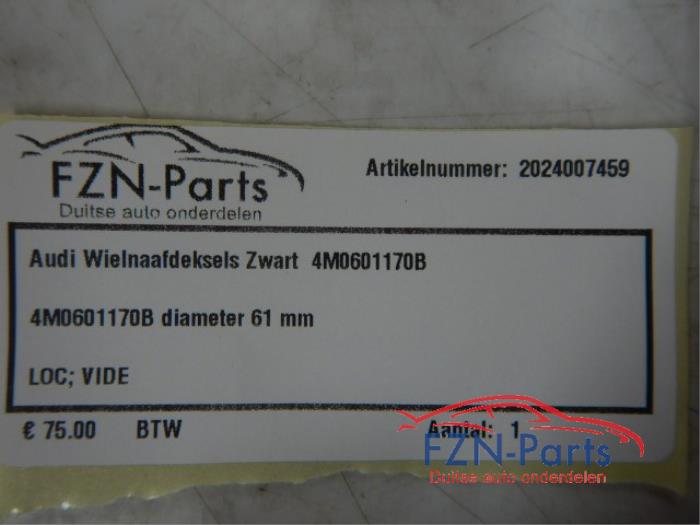 FZN-Parts
Duitse auto onderdelen
Artikelnummer: 2024007459
Audi Wielnaafdeksels Zwart 4M0601170B
4M0601170B diameter 61 mm
LOC; VIDE
€ 75.00 BTW Aantal: 1
FZN-Parts
Duitse auto onderdelen